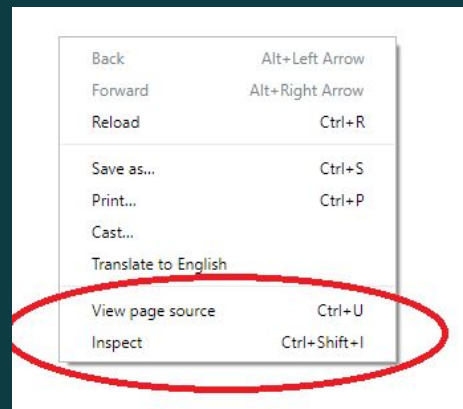 Back Alt+Left Arrow
Forward Alt+Right Arrow
Reload Ctrl+R
Save as... Ctrl+S
Print... Ctrl+P
Cast...
Translate to English
View page source Ctrl+U
Inspect Ctrl+Shift+I